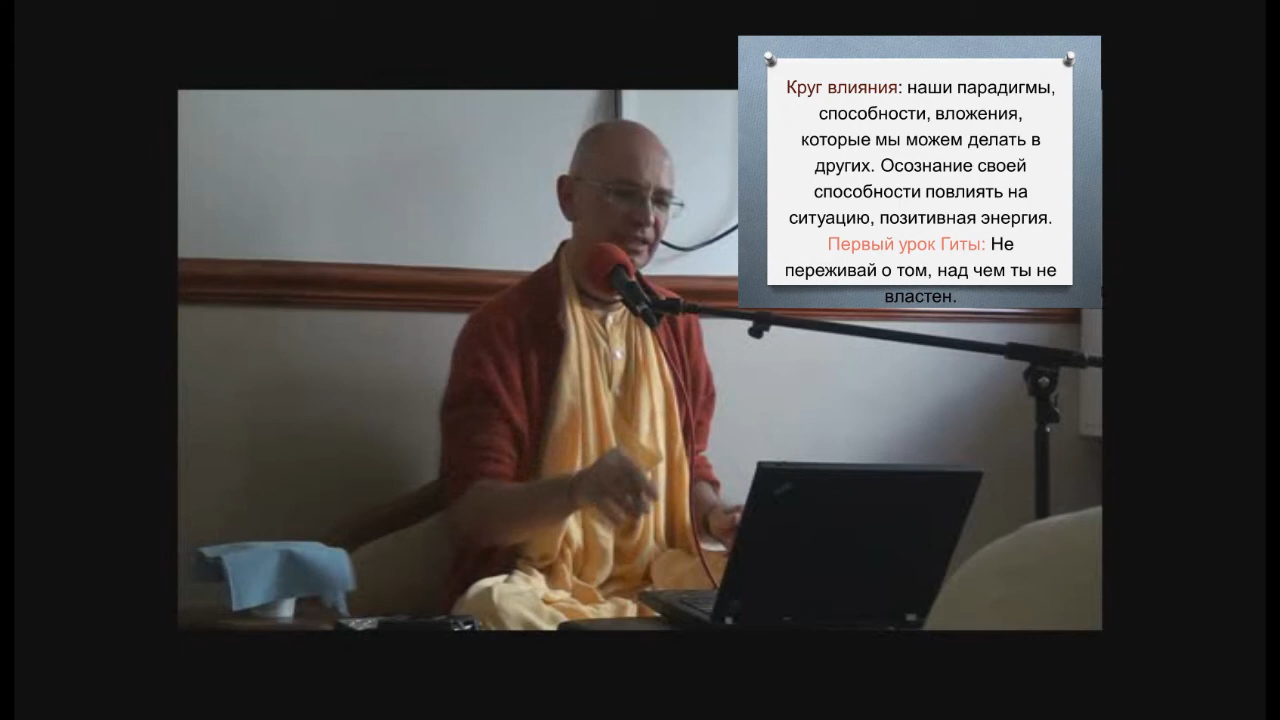 Круг влияния: наши парадигмы,
способности, вложения,
которые мы можем делать в
других. Осознание своей
способности повлиять на
ситуацию, позитивная энергия.
Первый урок Гиты: Не
переживай о том, над чем ты не
властен.